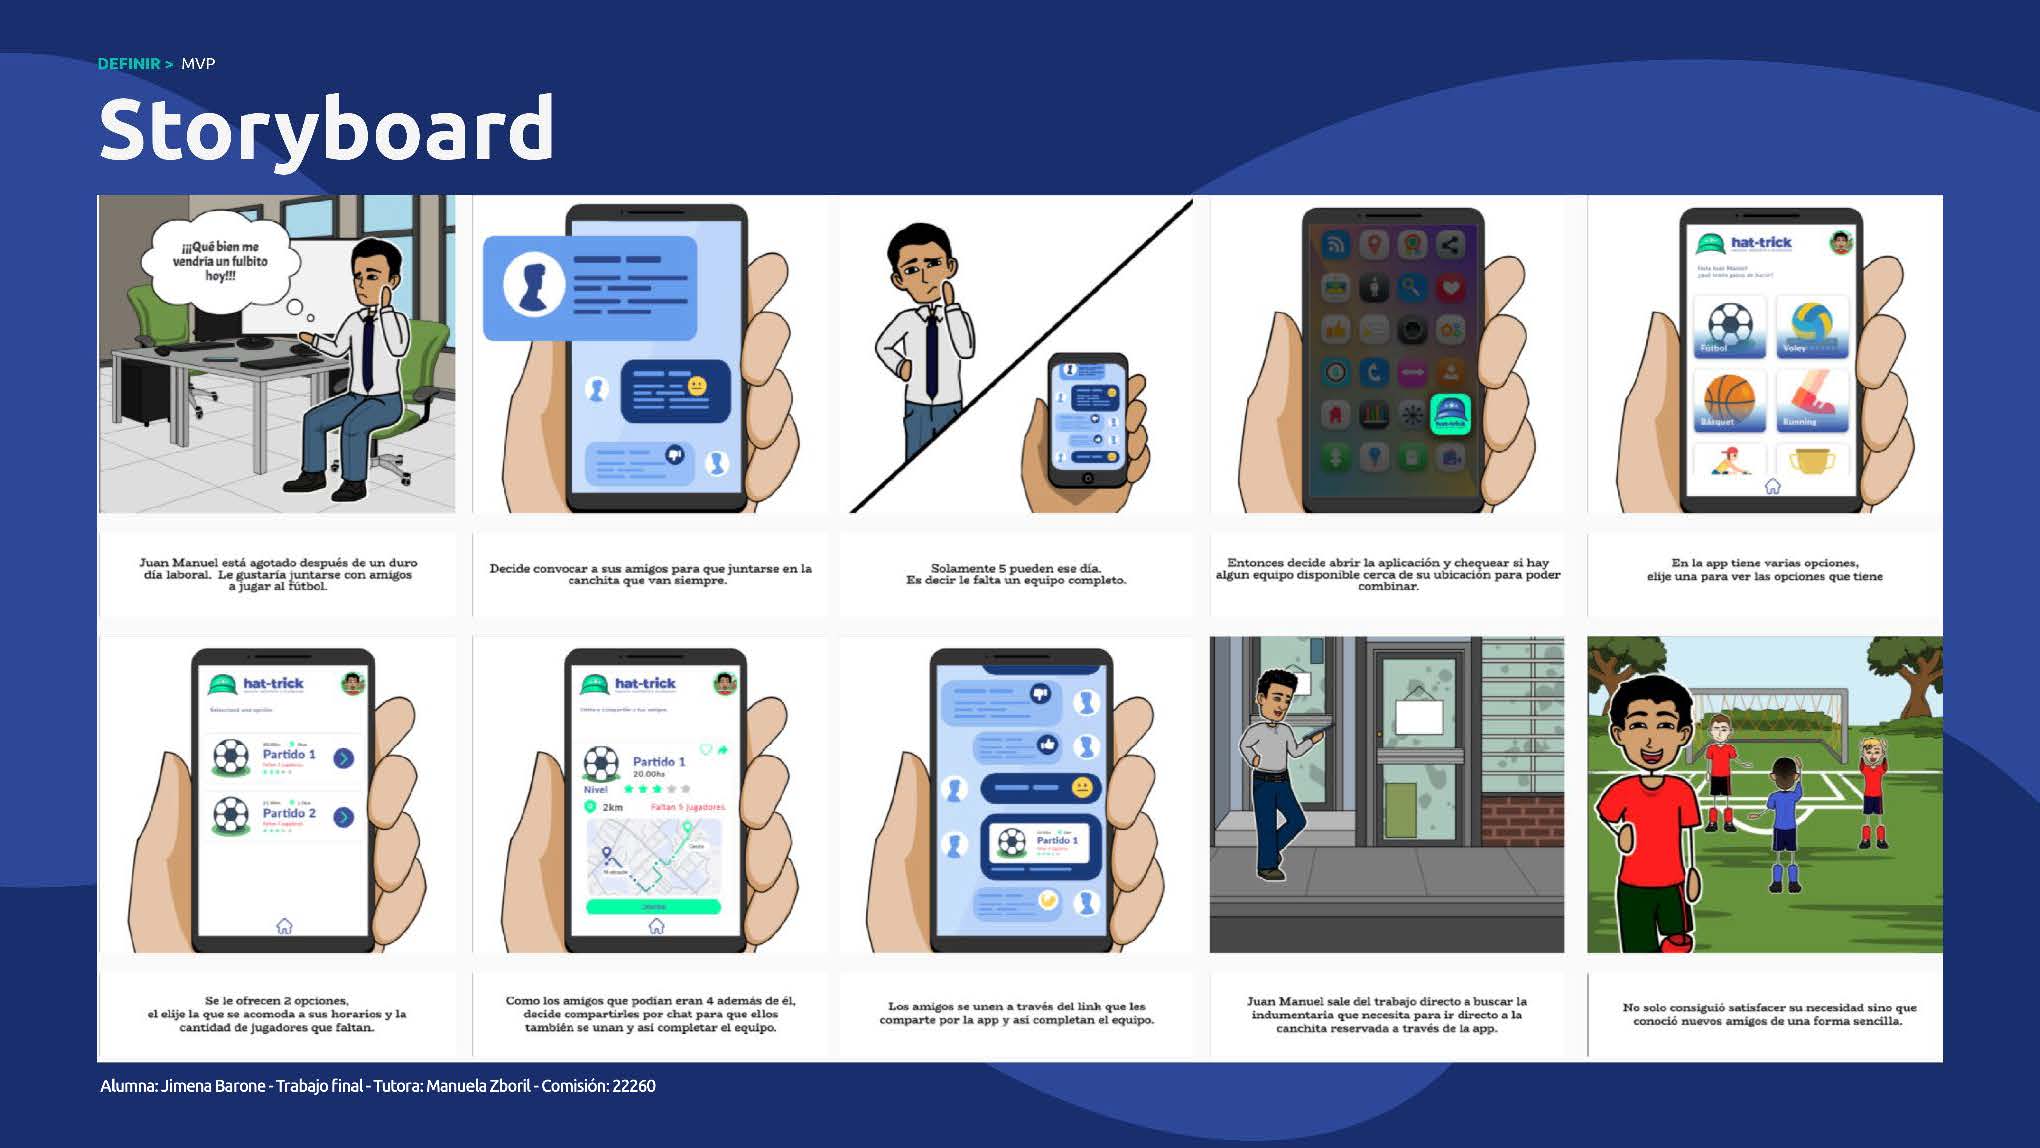 DEFINIR > MVP
Storyboard
¡¡¡Qué bien me
vendría un fulbito
hoy!!!
hat-trick
hat-trick
Fútbol
Voley
Básquet
Running
Juan Manuel está agotado después de un duro
día laboral. Le gustaría juntarse con amigos
a jugar al fútbol.
Decide convocar a sus amigos para que juntarse en la
canchita que van siempre.
Solamente 5 pueden ese día.
Es decir le falta un equipo completo.
Entonces decide abrir la aplicación y chequear si hay
algun equipo disponible cerca de su ubicación para poder
combinar.
En la app tiene varias opciones,
elije una para ver las opciones que tiene
hat-trick
Seleccioná una opción
Partido 1
Partido 2
hat-trick
Partido 1
20.00hs
Nivel
2km
Faltan 5 jugadores
Partido 1
Se le ofrecen 2 opciones,
el elije la que se acomoda a sus horarios y la
cantidad de jugadores que faltan.
Como los amigos que podían eran 4 además de él,
decide compartirles por chat para que ellos
también se unan y así completar el equipo.
Los amigos se unen a través del link que les
comparte por la app y así completan el equipo.
Juan Manuel sale del trabajo directo a buscar la
indumentaria que necesita para ir directo a la
canchita reservada a través de la app.
No solo consiguió satisfacer su necesidad sino que
conoció nuevos amigos de una forma sencilla.
Alumna: Jimena Barone - Trabajo final - Tutora: Manuela Zboril - Comisión: 22260